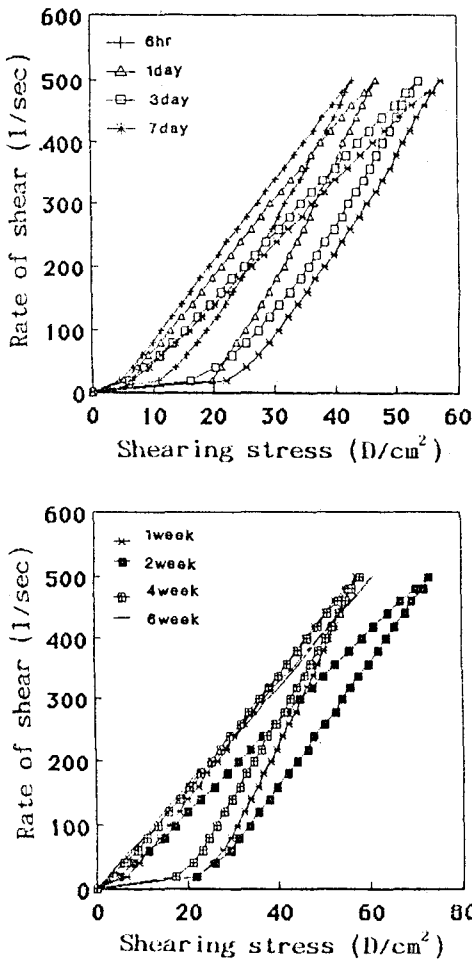 6hr
1day
3day
7day
600
500
400
300
200
100
0
Rate of shear (1/sec)
0 10 20 30 40 50 60
Shearing stress (D/cm²)
1week
2week
4week
6week
600
500
400
300
200
100
0
Rate of shear (1/sec)
0 20 40 60 80
Shearing stress (D/cm²)